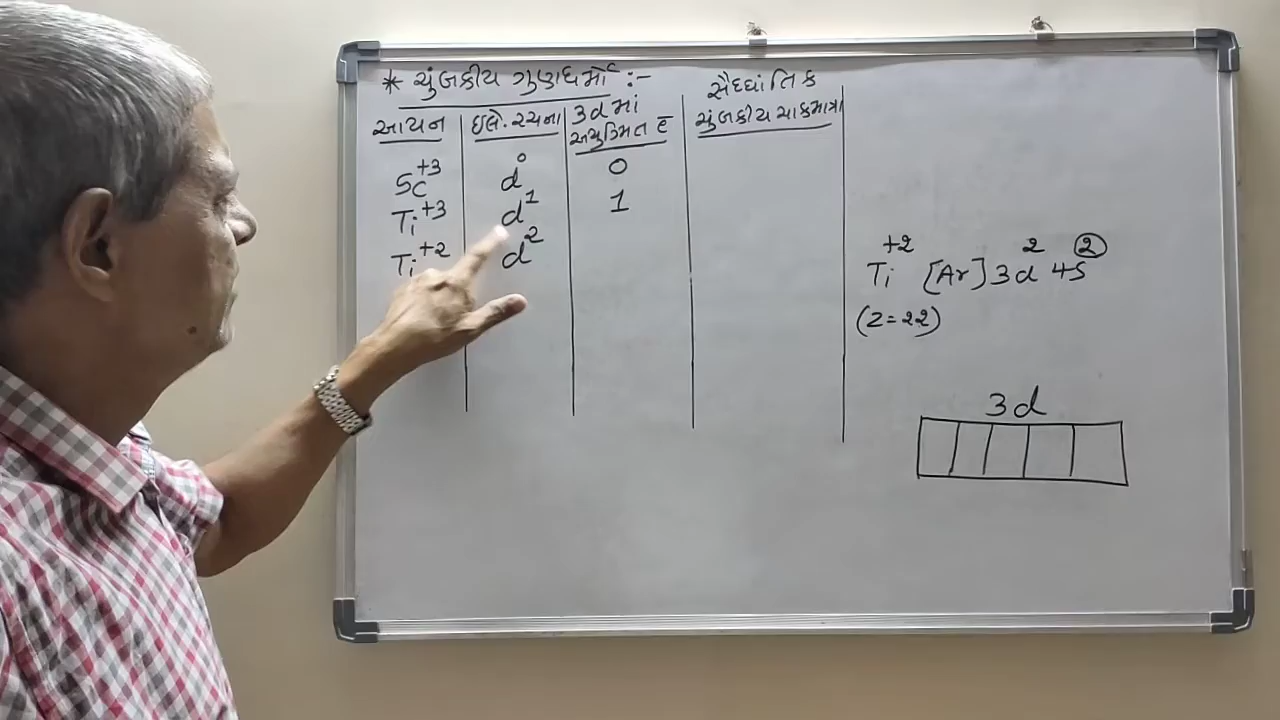 * ચુંબકીય ગુણધર્મો :-
આયન ઇલે. રચના 3d માં અયુગ્મિત e̅ સૈધ્ધાંતિક ચુંબકીય ચાકમાત્રા
Sc+3 d0 0
Ti+3 d1 1
Ti+2 d2
Ti+2 [Ar] 3d2 4S2
(Z=22)
3d